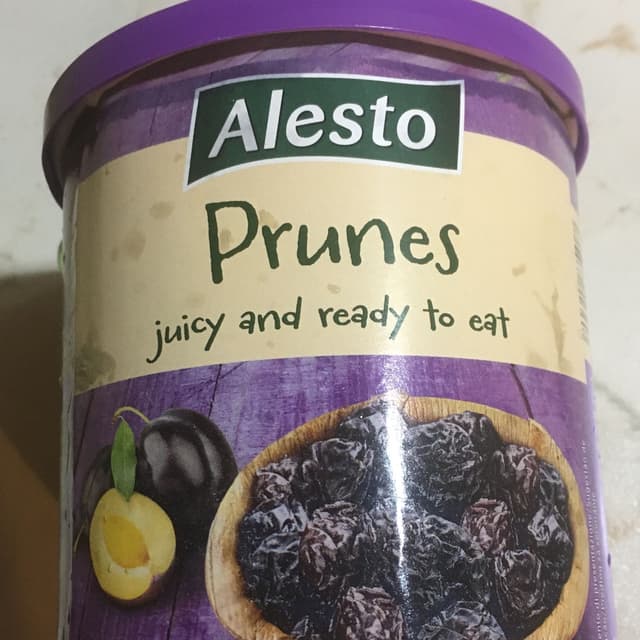 Alesto
Prunes
juicy and ready to eat